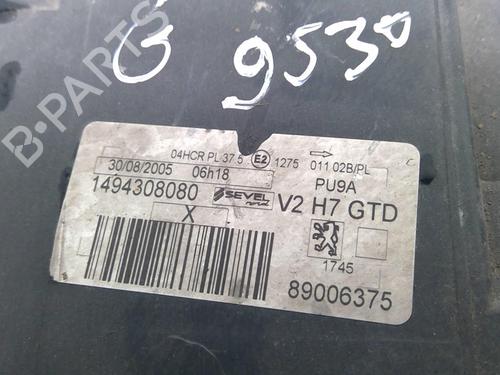 G 9530
04HCR PL 37.5 E2 1275 011 02B/PL
30/08/2005 06h18 PU9A
1494308080 SEVEL V2 H7 GTD
X
1745
89006375
B-PARTS